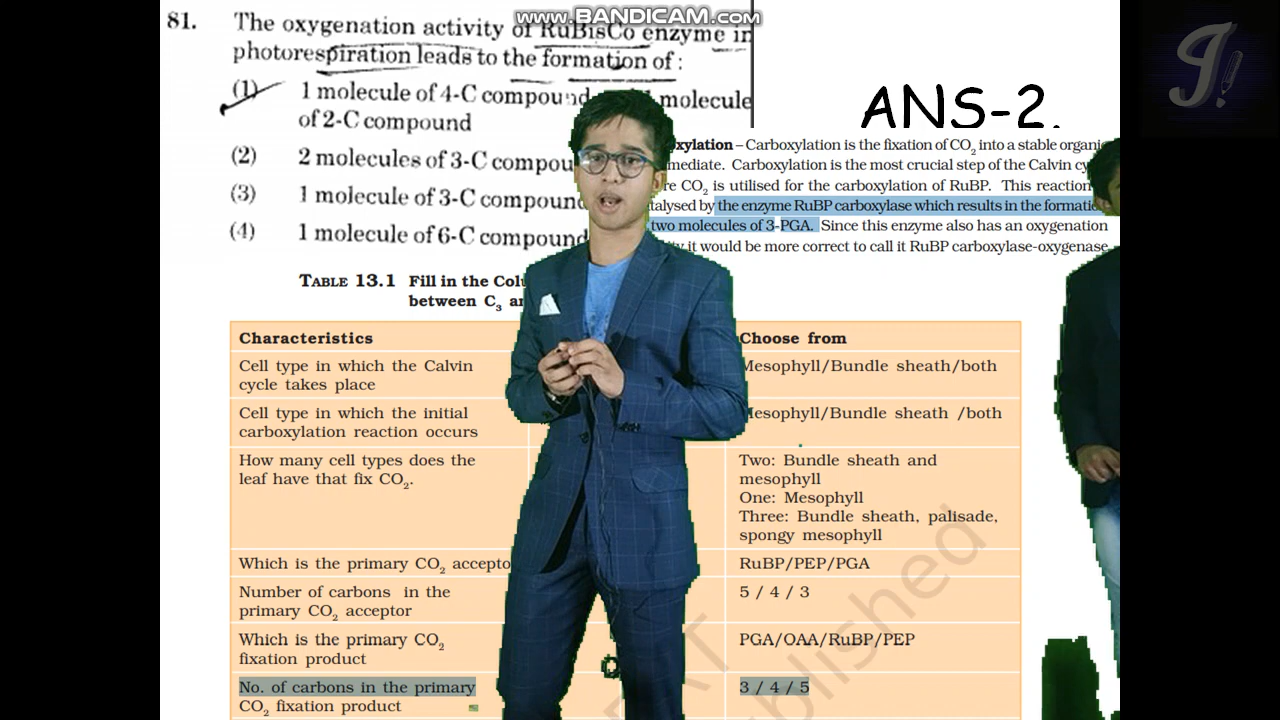 www.BANDICAM.com
81. The oxygenation activity of RuBisCo enzyme in
photorespiration leads to the formation of :
(1) 1 molecule of 4-C compound molecule
of 2-C compound
(2) 2 molecules of 3-C
(3) 1 molecule of 3-C compound
(4) 1 molecule of 6-C compound
ANS-2.
– Carboxylation is the fixation of CO₂ into a stable organic
Carboxylation is the most crucial step of the Calvin
CO₂ is utilised for the carboxylation of RuBP. This reaction
by the enzyme RuBP carboxylase which results in the
two molecules of 3-PGA. Since this enzyme also has an oxygenation
it would be more correct to call it RuBP carboxylase-oxygenase
TABLE 13.1 Fill in the
between C₃
Characteristics
Choose from
Cell type in which the Calvin
cycle takes place
Mesophyll/Bundle sheath/both
Cell type in which the initial
carboxylation reaction occurs
Mesophyll/Bundle sheath /both
How many cell types does the
leaf have that fix CO₂.
Two: Bundle sheath and
mesophyll
One: Mesophyll
Three: Bundle sheath, palisade,
spongy mesophyll
Which is the primary CO₂
RuBP/PEP/PGA
Number of carbons in the
primary CO₂ acceptor
5 / 4 / 3
Which is the primary CO₂
fixation product
PGA/OAA/RuBP/PEP
No. of carbons in the primary
CO₂ fixation product
3 / 4 / 5